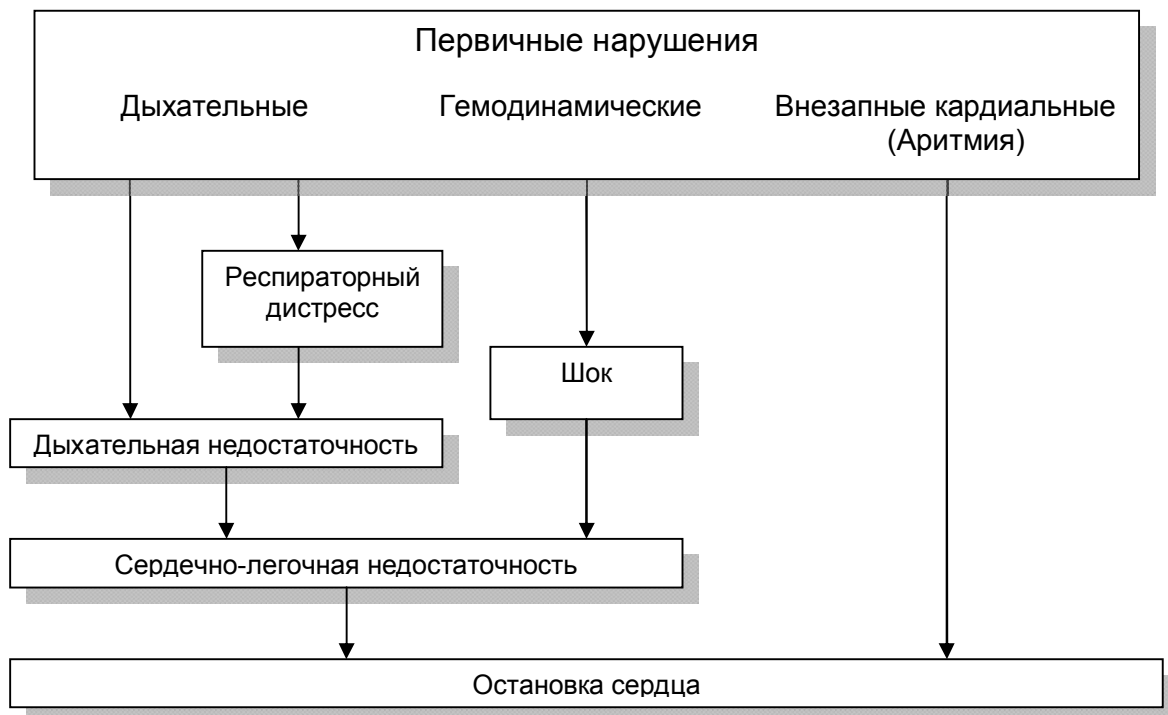 Первичные нарушения
Дыхательные Гемодинамические Внезапные кардиальные
(Аритмия)
Респираторный
дистресс
Шок
Дыхательная недостаточность
Сердечно-легочная недостаточность
Остановка сердца